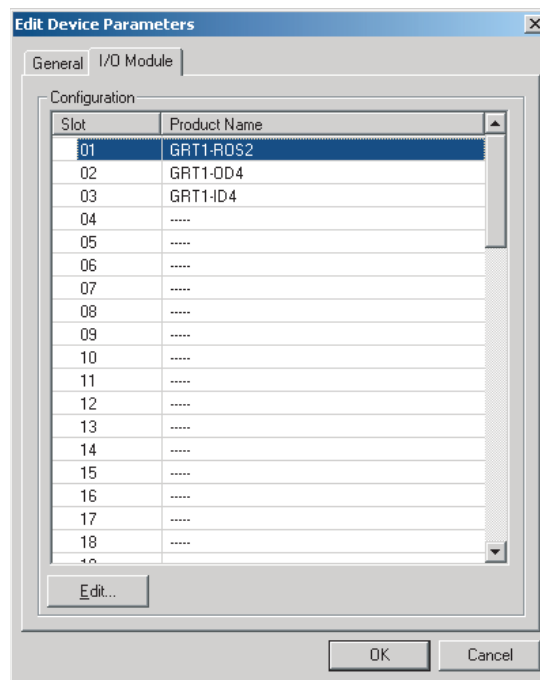 Edit Device Parameters
General I/O Module
Configuration
Slot Product Name
01 GRT1-ROS2
02 GRT1-OD4
03 GRT1-ID4
04 -----
05 -----
06 -----
07 -----
08 -----
09 -----
10 -----
11 -----
12 -----
13 -----
14 -----
15 -----
16 -----
17 -----
18 -----
Edit...
OK Cancel